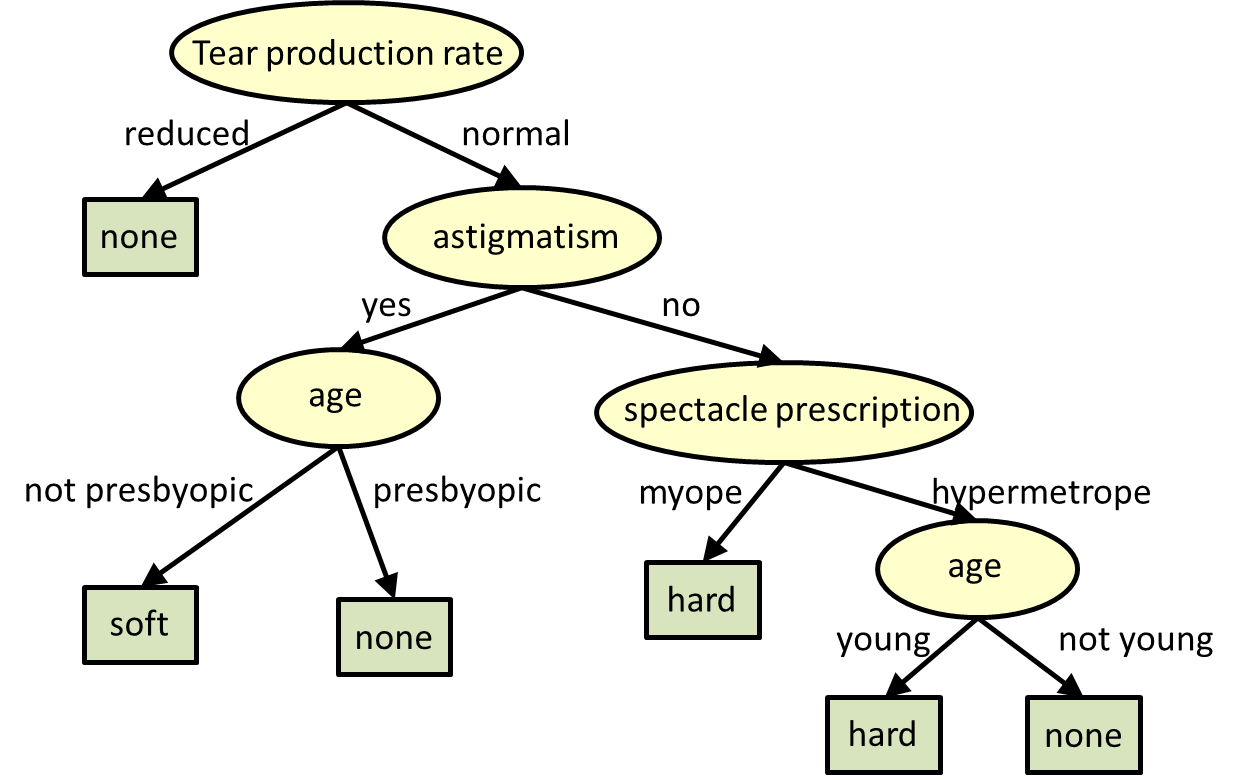 Tear production rate
reduced
normal
none
astigmatism
yes
no
age
spectacle prescription
not presbyopic
presbyopic
myope
hypermetrope
soft
none
hard
age
young
not young
hard
none